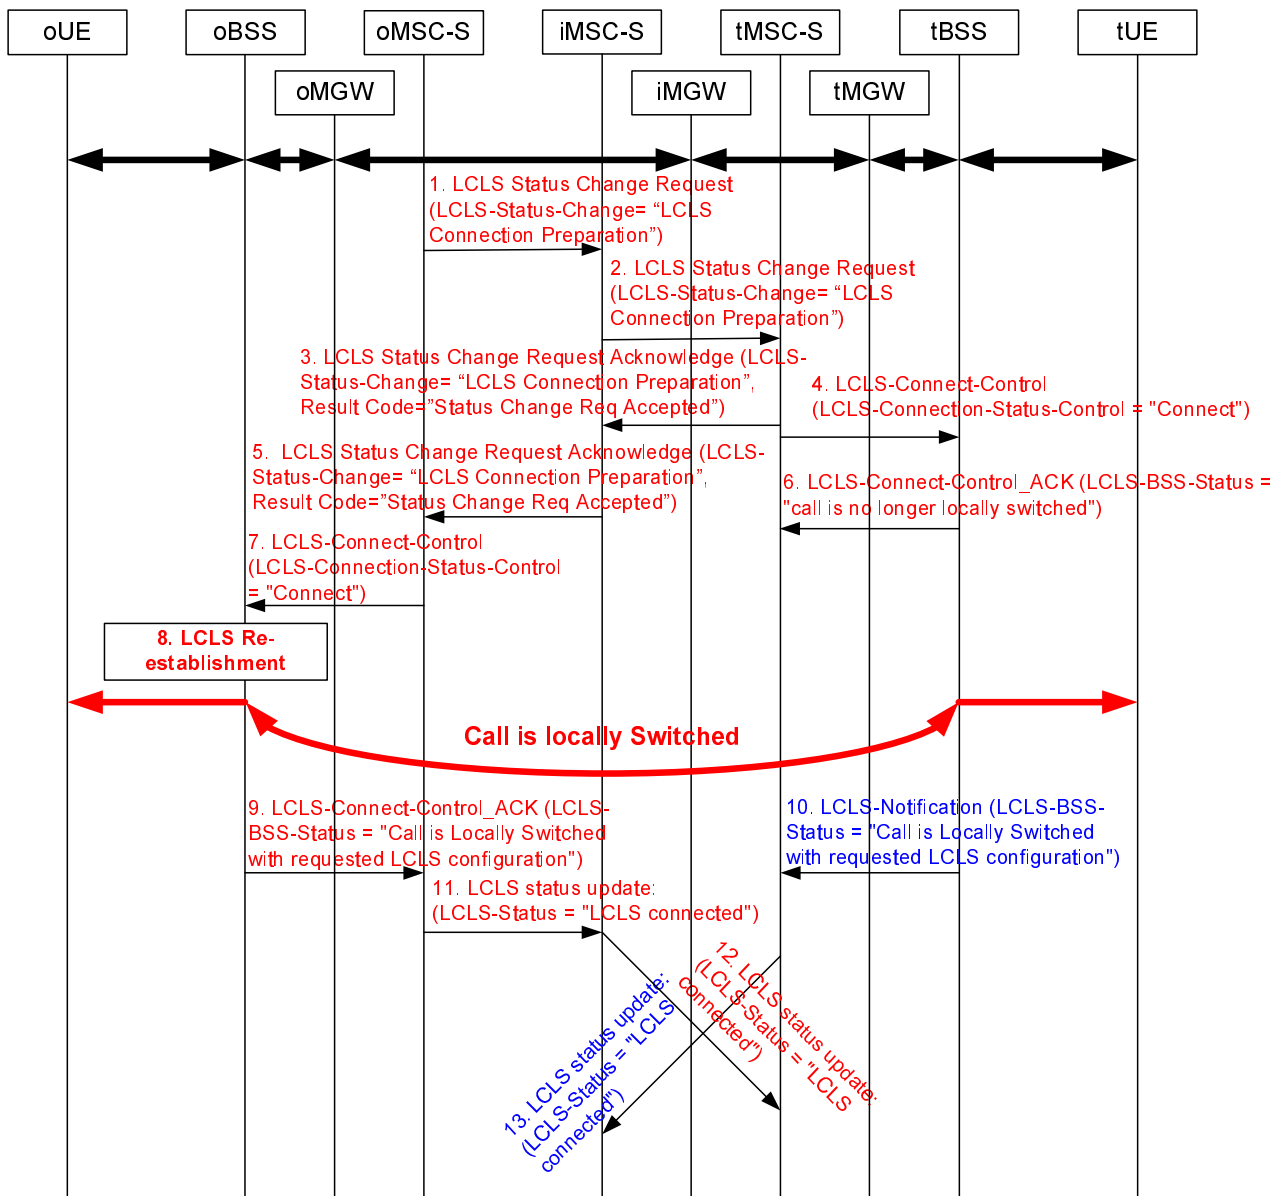 oUE
oBSS
oMSC-S
iMSC-S
tMSC-S
tBSS
tUE
oMGW
iMGW
tMGW
1. LCLS Status Change Request
(LCLS-Status-Change= “LCLS
Connection Preparation”)
2. LCLS Status Change Request
(LCLS-Status-Change= “LCLS
Connection Preparation”)
3. LCLS Status Change Request Acknowledge (LCLS-
Status-Change= “LCLS Connection Preparation”,
Result Code=”Status Change Req Accepted”)
4. LCLS-Connect-Control
(LCLS-Connection-Status-Control = "Connect")
5. LCLS Status Change Request Acknowledge (LCLS-
Status-Change= “LCLS Connection Preparation”,
Result Code=”Status Change Req Accepted”)
6. LCLS-Connect-Control_ACK (LCLS-BSS-Status =
"call is no longer locally switched")
7. LCLS-Connect-Control
(LCLS-Connection-Status-Control
= "Connect")
8. LCLS Re-
establishment
Call is locally Switched
9. LCLS-Connect-Control_ACK (LCLS-
BSS-Status = "Call is Locally Switched
with requested LCLS configuration")
10. LCLS-Notification (LCLS-BSS-
Status = "Call is Locally Switched
with requested LCLS configuration")
11. LCLS status update:
(LCLS-Status = "LCLS connected")
12. LCLS status update:
(LCLS-Status = "LCLS
connected")
13. LCLS status update:
(LCLS-Status = "LCLS
connected")